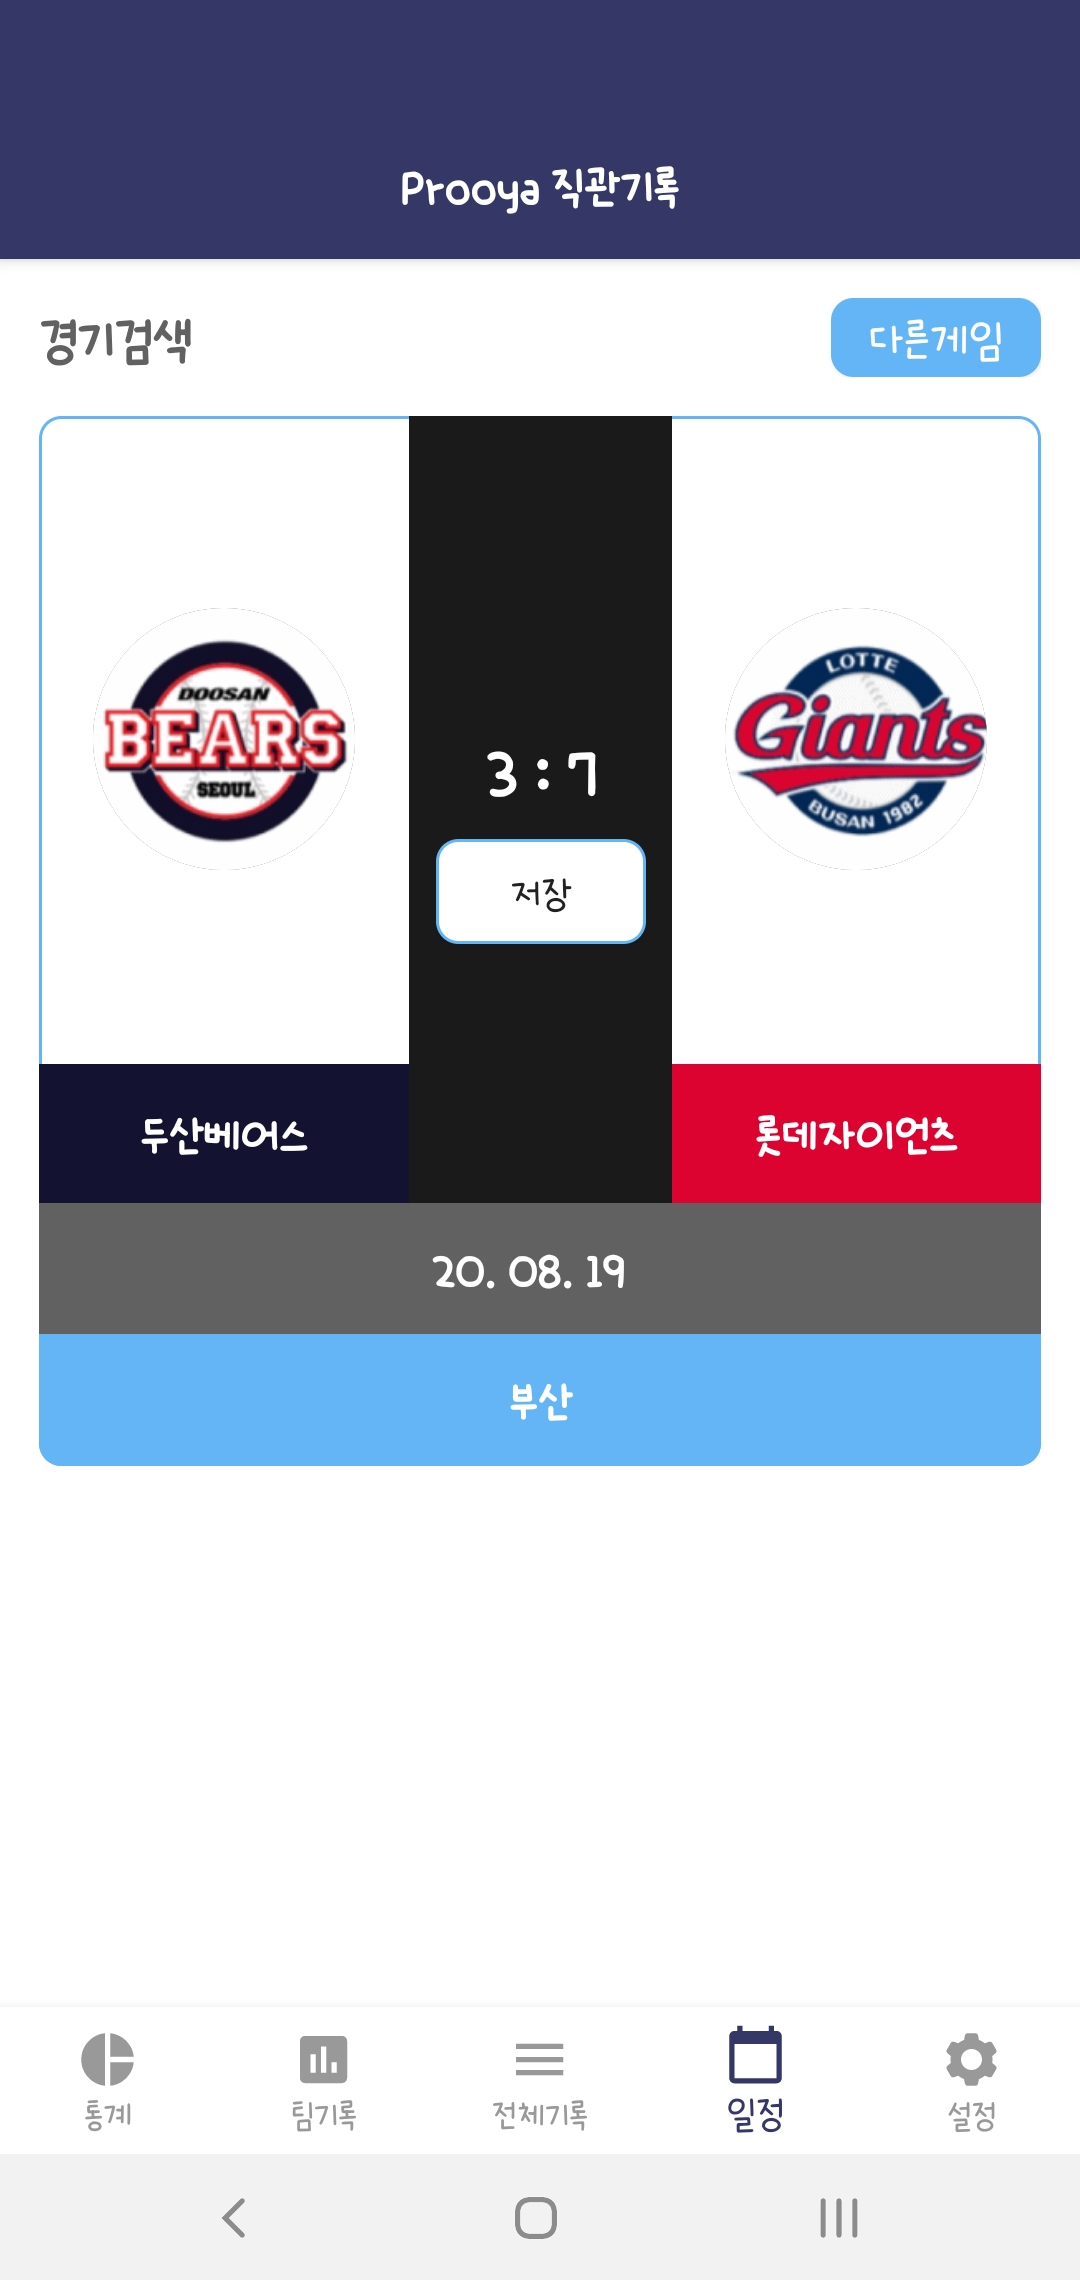 Prooya 직관기록
경기검색
다른게임
DOOSAN
BEARS
SEOUL
3 : 7
저장
LOTTE
Giants
BUSAN 1982
두산베어스
롯데자이언츠
20. 08. 19
부산
통계
팀기록
전체기록
일정
설정